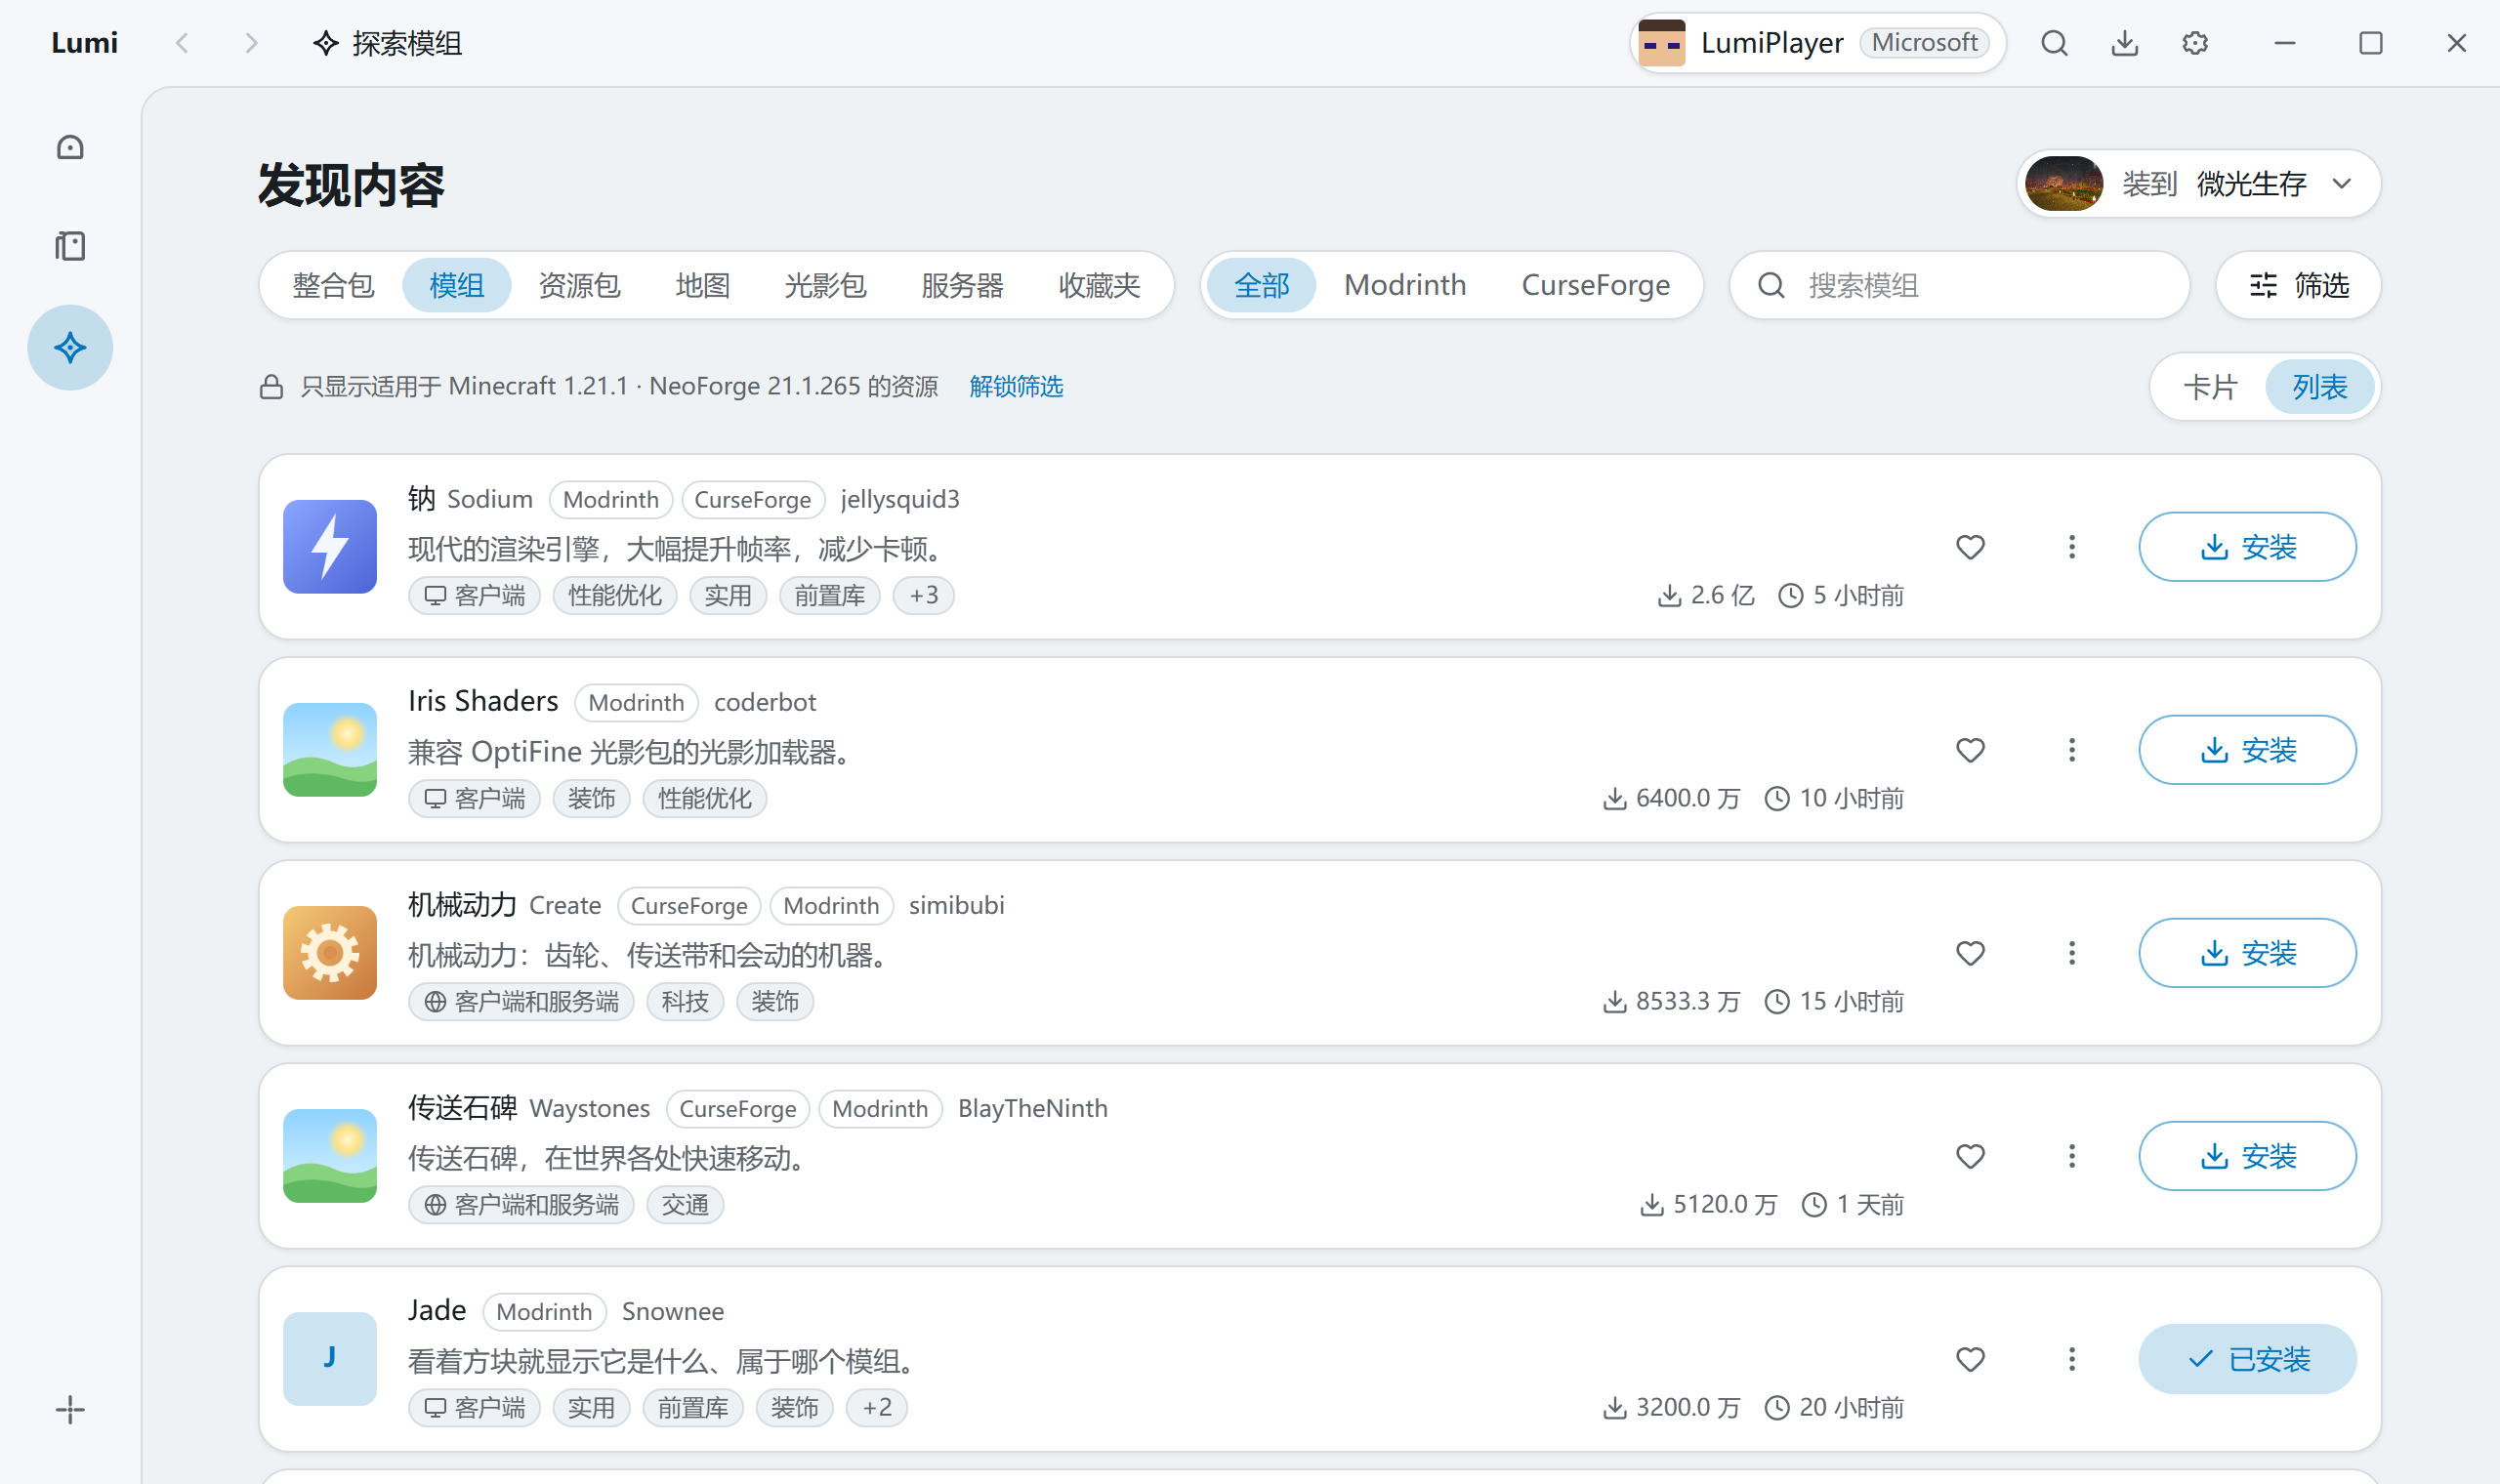 Lumi 探索模组 LumiPlayer Microsoft
发现内容 装到 微光生存
整合包 模组 资源包 地图 光影包 服务器 收藏夹 全部 Modrinth CurseForge 搜索模组 筛选
只显示适用于 Minecraft 1.21.1 · NeoForge 21.1.265 的资源 解锁筛选 卡片 列表
钠 Sodium Modrinth CurseForge jellysquid3
现代的渲染引擎，大幅提升帧率，减少卡顿。
安装
客户端 性能优化 实用 前置库 +3 2.6 亿 5 小时前
Iris Shaders Modrinth coderbot
兼容 OptiFine 光影包的光影加载器。
安装
客户端 装饰 性能优化 6400.0 万 10 小时前
机械动力 Create CurseForge Modrinth simibubi
机械动力：齿轮、传送带和会动的机器。
安装
客户端和服务端 科技 装饰 8533.3 万 15 小时前
传送石碑 Waystones CurseForge Modrinth BlayTheNinth
传送石碑，在世界各处快速移动。
安装
客户端和服务端 交通 5120.0 万 1 天前
Jade Modrinth Snownee
J
看着方块就显示它是什么、属于哪个模组。
已安装
客户端 实用 前置库 装饰 +2 3200.0 万 20 小时前